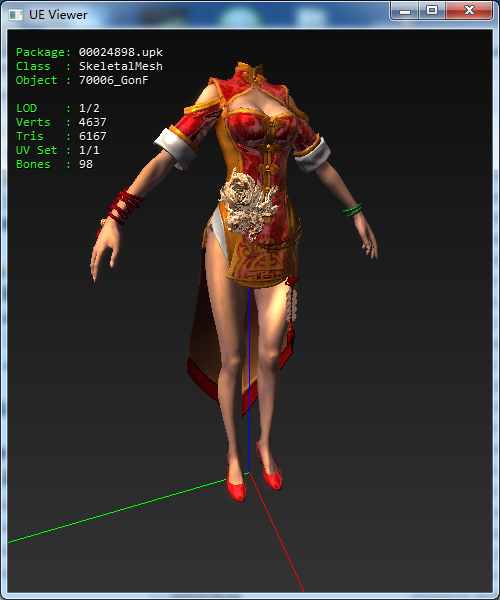 UE Viewer
Package: 00024898.upk
Class : SkeletalMesh
Object : 70006_GonF
LOD : 1/2
Verts : 4637
Tris : 6167
UV Set : 1/1
Bones : 98